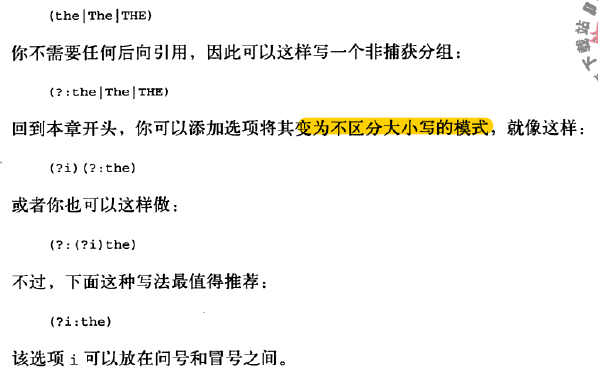 (the|The|THE)
你不需要任何后向引用，因此可以这样写一个非捕获分组：
(?:the|The|THE)
回到本章开头，你可以添加选项将其变为不区分大小写的模式，就像这样：
(?i)(?:the)
或者你也可以这样做：
(?:(?i)the)
不过，下面这种写法最值得推荐：
(?i:the)
该选项 i 可以放在问号和冒号之间。
下载站